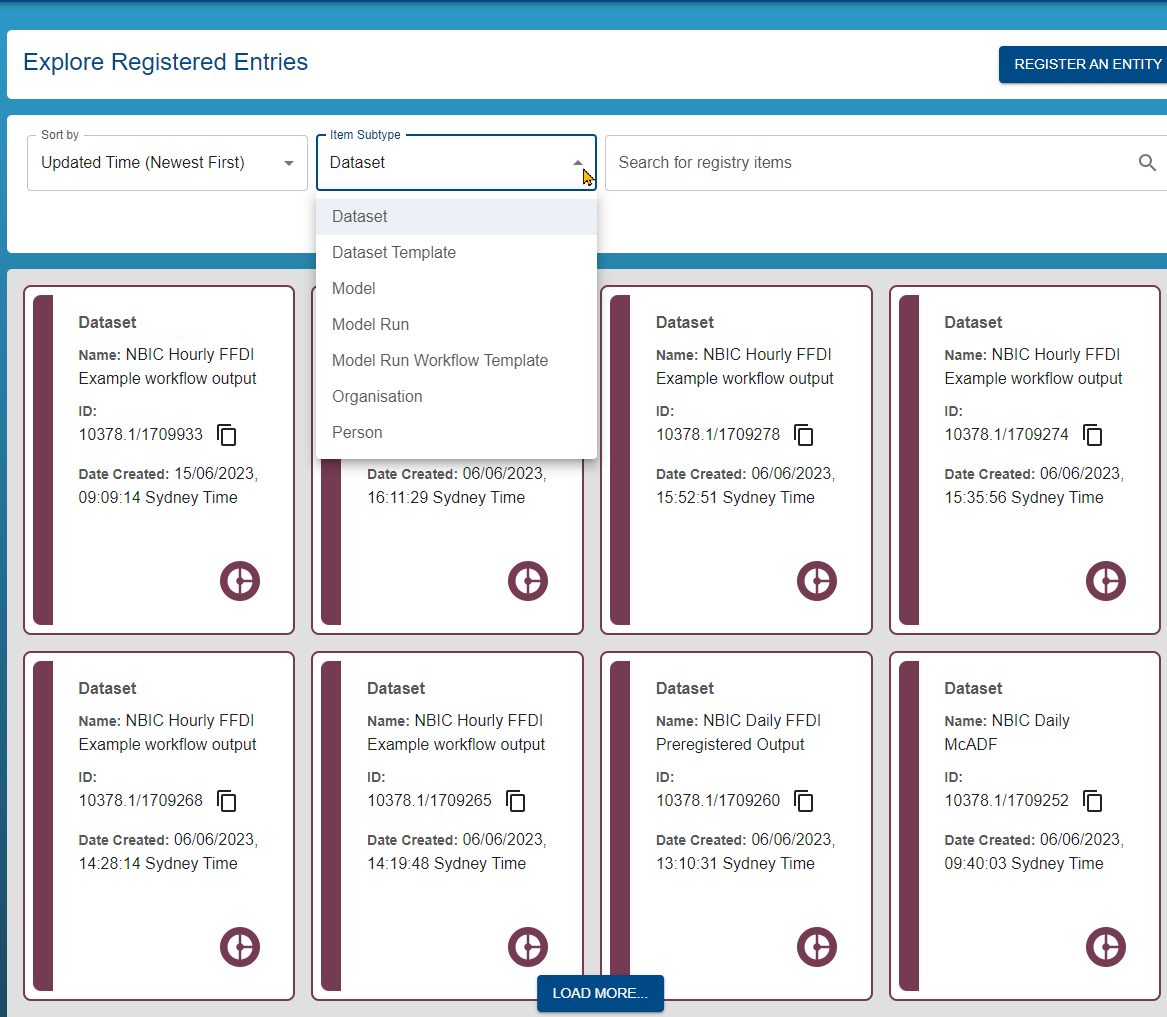 Explore Registered Entries
REGISTER AN ENTITY
Sort by
Updated Time (Newest First)
Item Subtype
Dataset
Search for registry items
Dataset
Dataset Template
Model
Model Run
Model Run Workflow Template
Organisation
Person
Dataset
Name: NBIC Hourly FFDI
Example workflow output
ID:
10378.1/1709933
Date Created: 15/06/2023,
09:09:14 Sydney Time
Date Created: 06/06/2023,
16:11:29 Sydney Time
Dataset
Name: NBIC Hourly FFDI
Example workflow output
ID:
10378.1/1709278
Date Created: 06/06/2023,
15:52:51 Sydney Time
Dataset
Name: NBIC Hourly FFDI
Example workflow output
ID:
10378.1/1709274
Date Created: 06/06/2023,
15:35:56 Sydney Time
Dataset
Name: NBIC Hourly FFDI
Example workflow output
ID:
10378.1/1709268
Date Created: 06/06/2023,
14:28:14 Sydney Time
Dataset
Name: NBIC Hourly FFDI
Example workflow output
ID:
10378.1/1709265
Date Created: 06/06/2023,
14:19:48 Sydney Time
Dataset
Name: NBIC Daily FFDI
Preregistered Output
ID:
10378.1/1709260
Date Created: 06/06/2023,
13:10:31 Sydney Time
Dataset
Name: NBIC Daily
McADF
ID:
10378.1/1709252
Date Created: 06/06/2023,
09:40:03 Sydney Time
LOAD MORE...